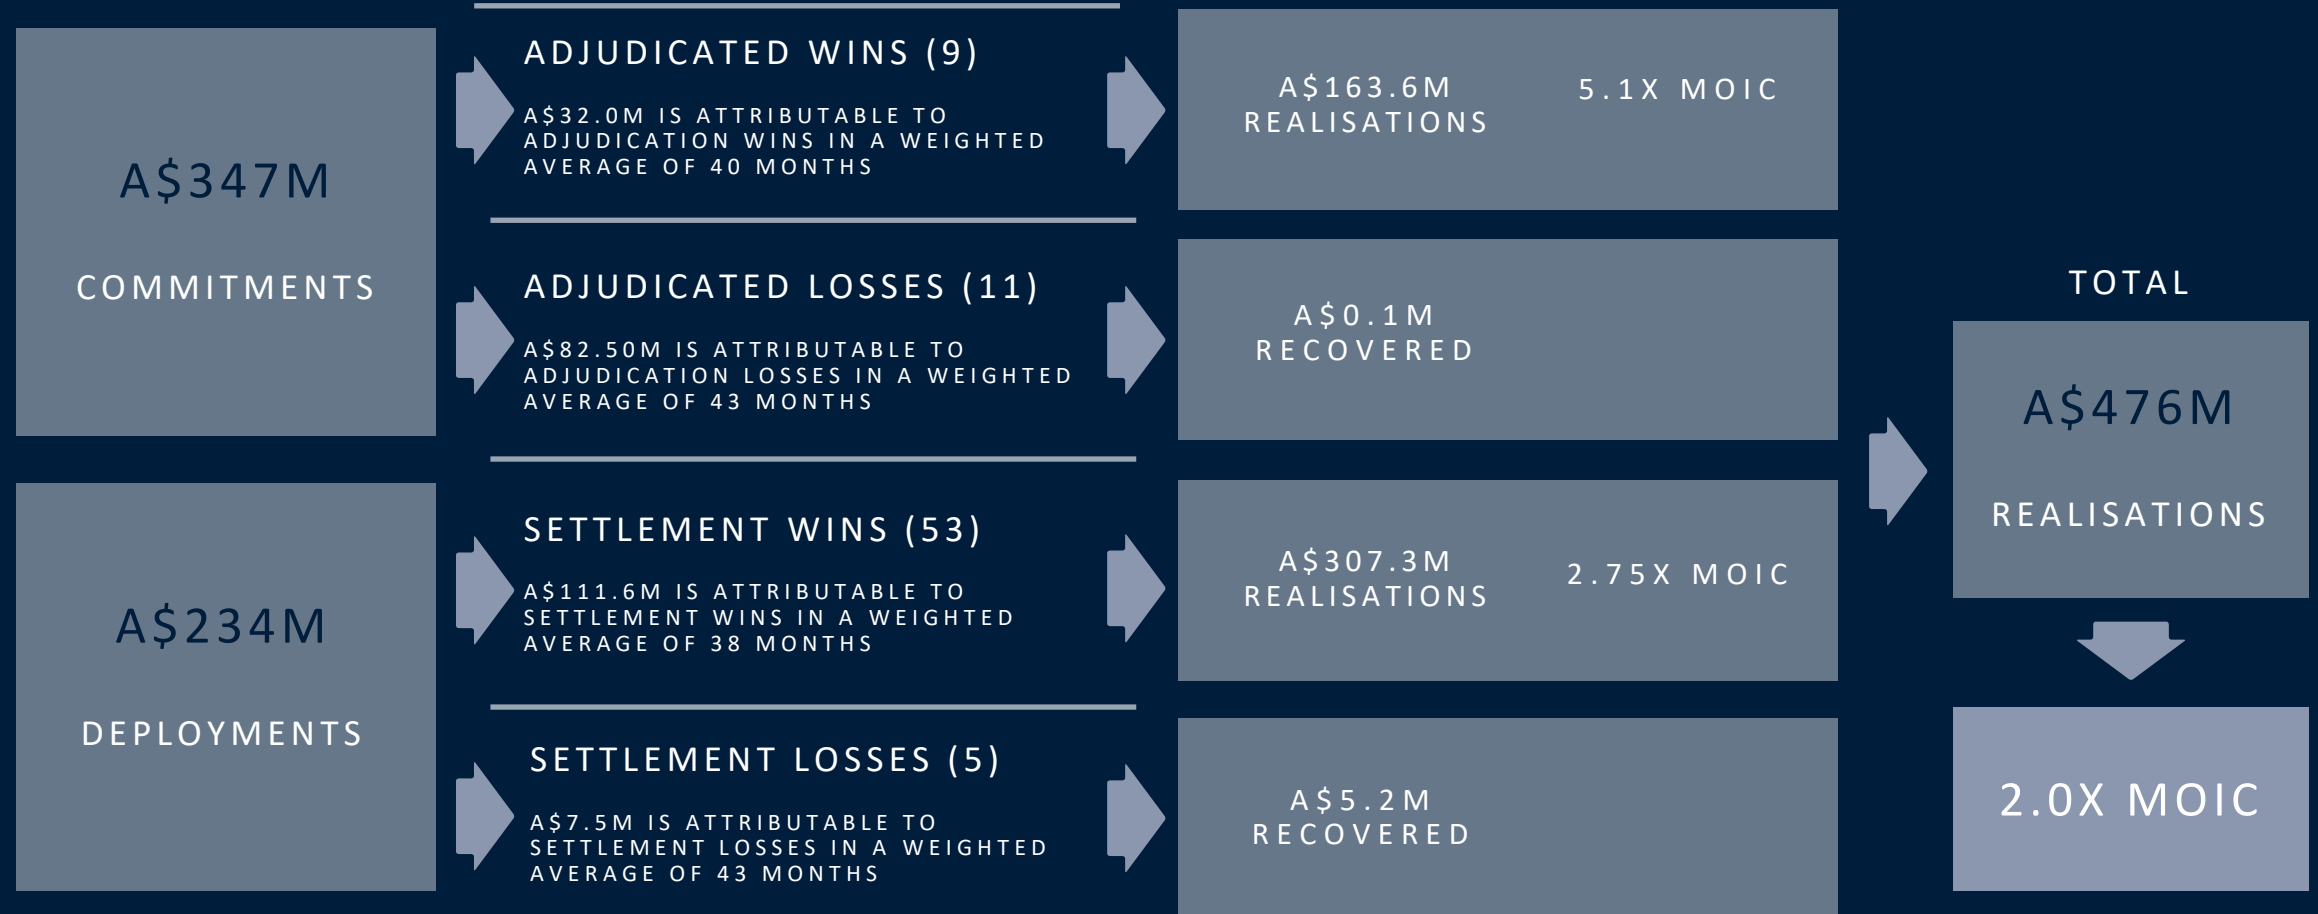 A$347M
COMMITMENTS
A$234M
DEPLOYMENTS
ADJUDICATED WINS (9)
A$32.0M IS ATTRIBUTABLE TO
ADJUDICATION WINS IN A WEIGHTED
AVERAGE OF 40 MONTHS
A$163.6M
REALISATIONS
5.1X MOIC
ADJUDICATED LOSSES (11)
A$82.50M IS ATTRIBUTABLE TO
ADJUDICATION LOSSES IN A WEIGHTED
AVERAGE OF 43 MONTHS
A$0.1M
RECOVERED
SETTLEMENT WINS (53)
A$111.6M IS ATTRIBUTABLE TO
SETTLEMENT WINS IN A WEIGHTED
AVERAGE OF 38 MONTHS
A$307.3M
REALISATIONS
2.75X MOIC
SETTLEMENT LOSSES (5)
A$7.5M IS ATTRIBUTABLE TO
SETTLEMENT LOSSES IN A WEIGHTED
AVERAGE OF 43 MONTHS
A$5.2M
RECOVERED
TOTAL
A$476M
REALISATIONS
2.0X MOIC